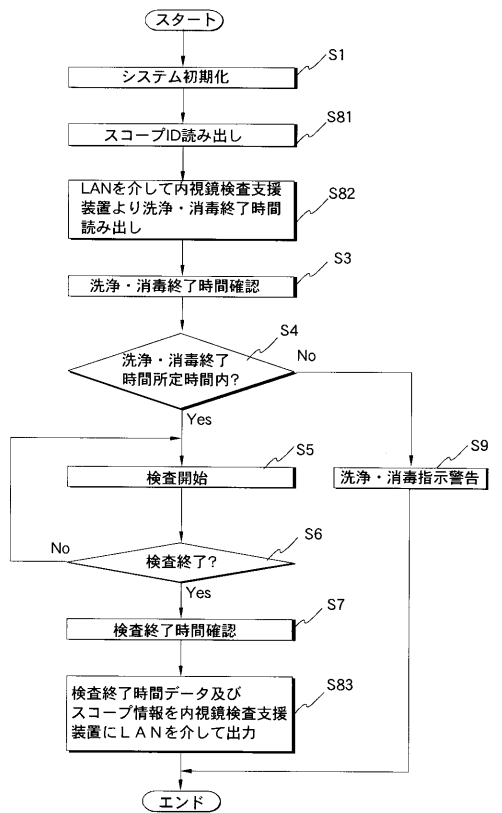 スタート
S1
システム初期化
S81
スコープID読み出し
S82
LANを介して内視鏡検査支援
装置より洗浄・消毒終了時間
読み出し
S3
洗浄・消毒終了時間確認
S4
洗浄・消毒終了
時間所定時間内?
No
Yes
S5
検査開始
S9
洗浄・消毒指示警告
S6
検査終了?
No
Yes
S7
検査終了時間確認
S83
検査終了時間データ及び
スコープ情報を内視鏡検査支援
装置にLANを介して出力
エンド